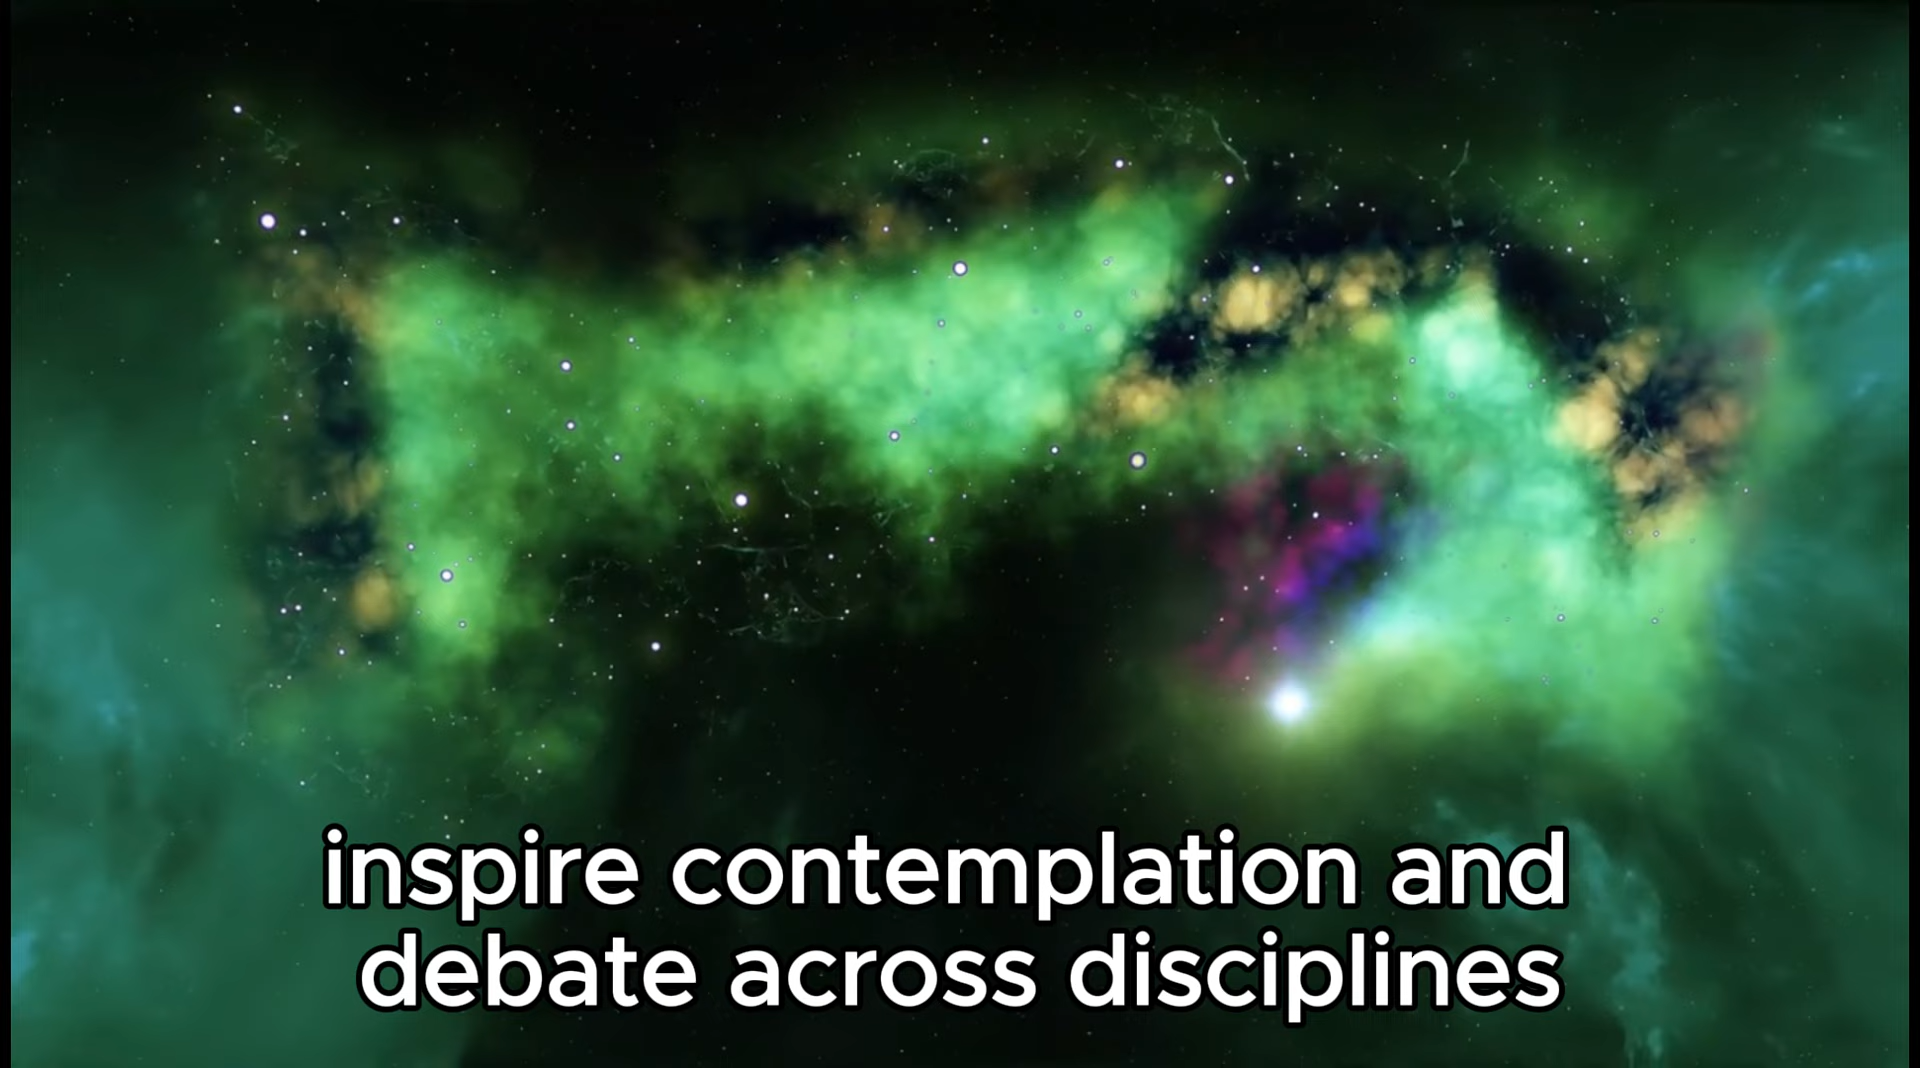 inspire contemplation and
debate across disciplines